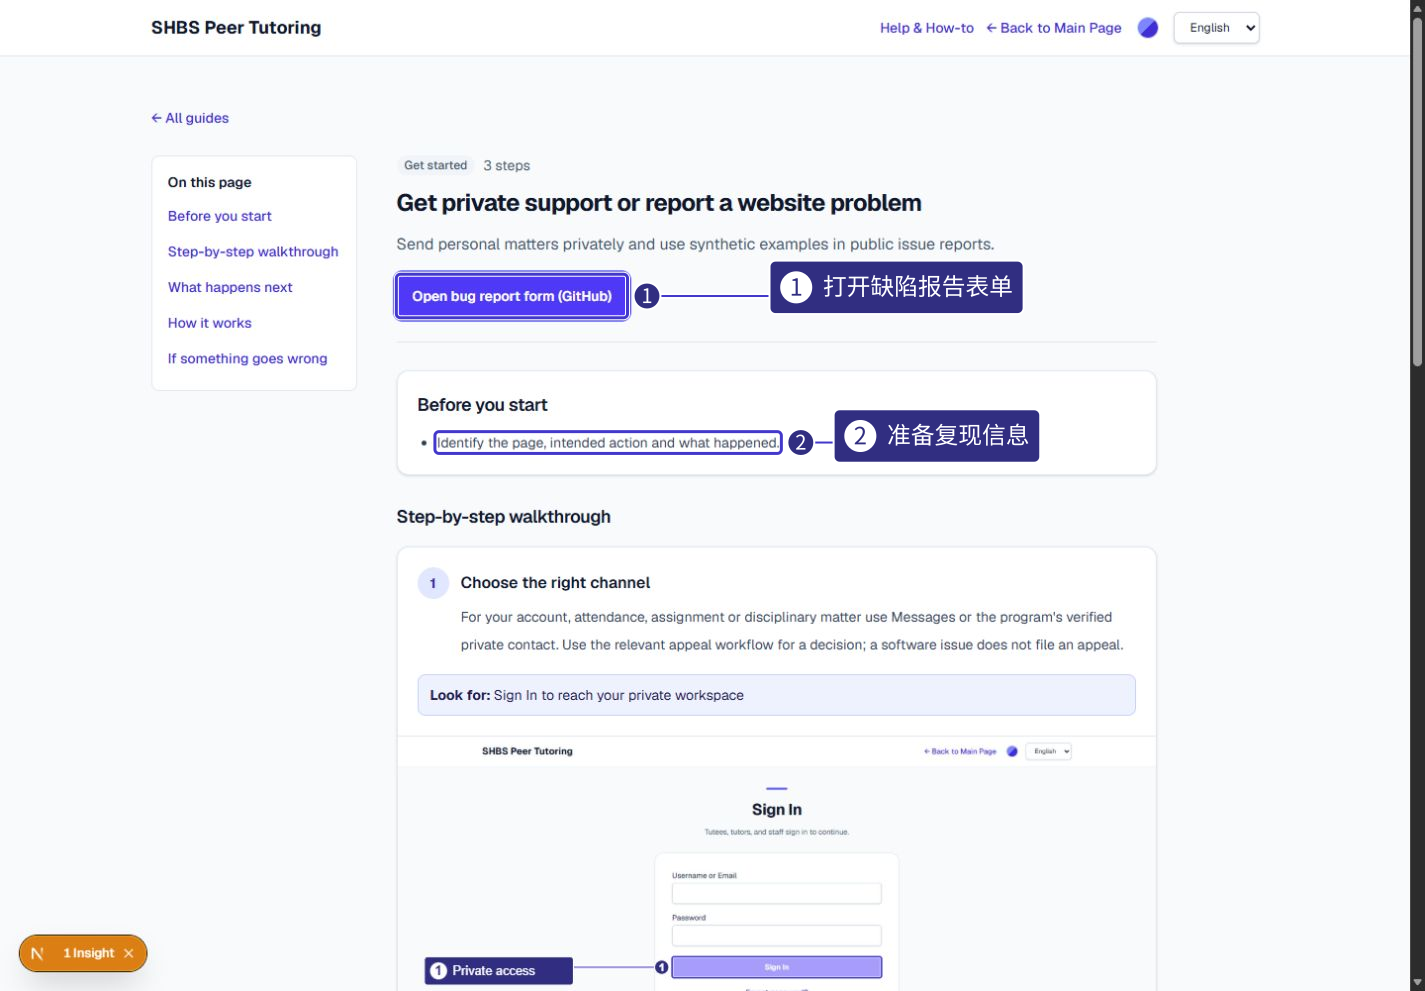 SHBS Peer Tutoring
Help & How-to
← Back to Main Page
English
← All guides
On this page
Before you start
Step-by-step walkthrough
What happens next
How it works
If something goes wrong
Get started
3 steps
Get private support or report a website problem
Send personal matters privately and use synthetic examples in public issue reports.
Open bug report form (GitHub)
1
1 打开缺陷报告表单
Before you start
• Identify the page, intended action and what happened.
2
2 准备复现信息
Step-by-step walkthrough
1
Choose the right channel
For your account, attendance, assignment or disciplinary matter use Messages or the program's verified
private contact. Use the relevant appeal workflow for a decision; a software issue does not file an appeal.
Look for: Sign In to reach your private workspace
SHBS Peer Tutoring
← Back to Main Page
English
Sign In
Tutees, tutors, and staff sign in to continue.
Username or Email
Password
1 Private access
1
Sign In
N 1 Insight ×